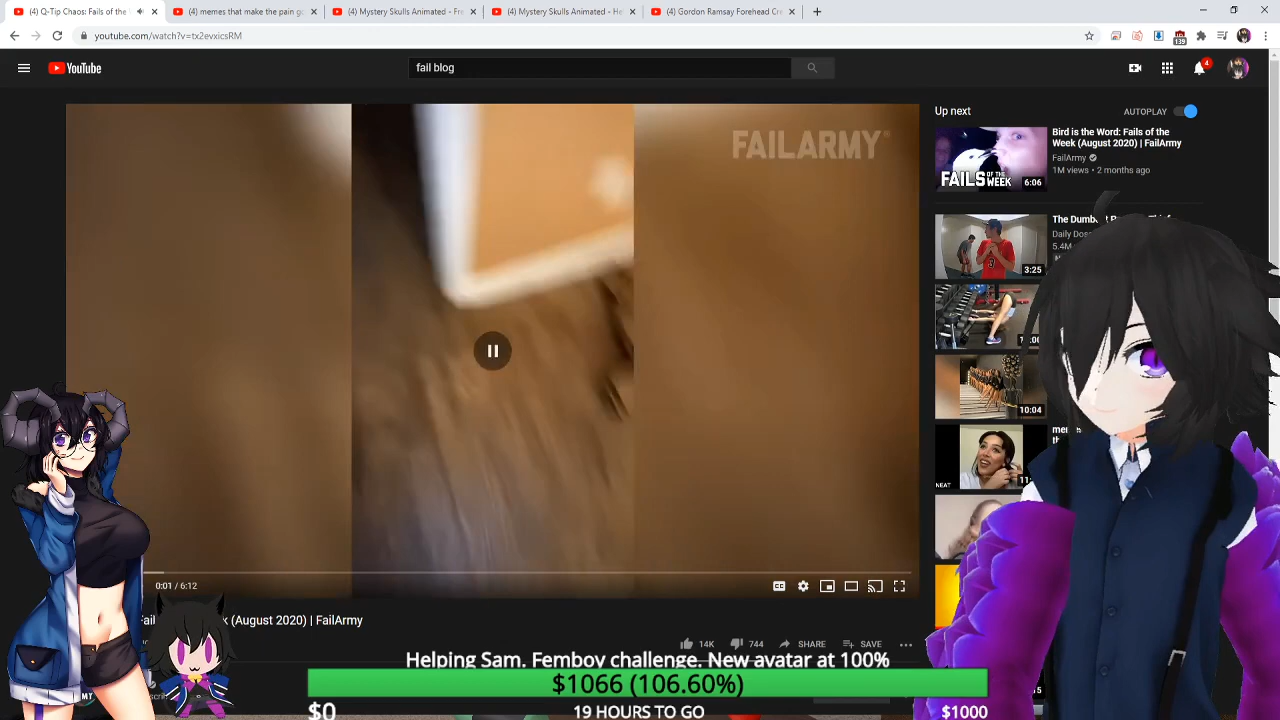 (4) Q-Tip Chaos: Fails of the
(4) memes that make the pain go
(4) Mystery Skulls Animated - Fre
(4) Mystery Skulls Animated - He
(4) Gordon Ramsay Forehead Cre
youtube.com/watch?v=tx2evxicsRM
139
YouTube
fail blog
4
FAILARMY
Up next
AUTOPLAY
FAILS OF THE WEEK
6:06
Bird is the Word: Fails of the
Week (August 2020) | FailArmy
FailArmy
1M views • 2 months ago
3:25
The Dumb
Daily Dos
5.4M
10:04
NEAT
11
0:01 / 6:12
CC
(August 2020) | FailArmy
14K
744
SHARE
SAVE
Helping Sam. Femboy challenge. New avatar at 100%
$1066 (106.60%)
$0
19 HOURS TO GO
$1000